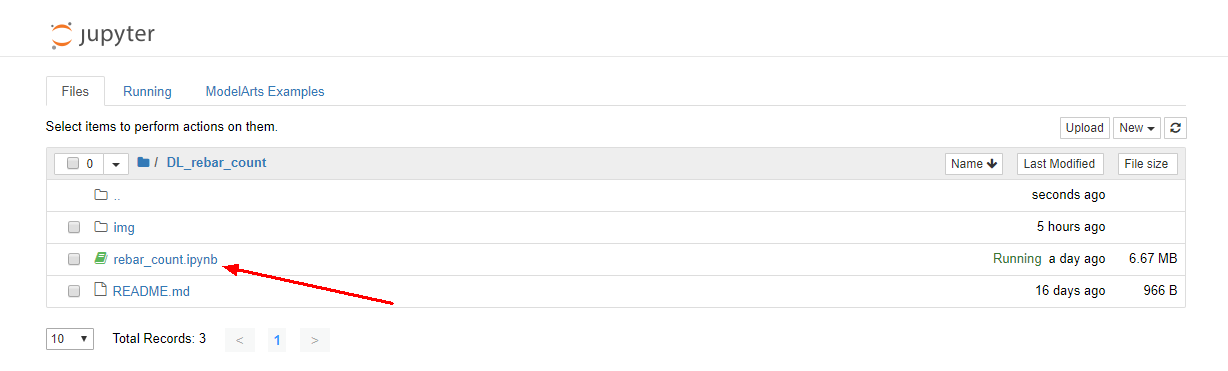 jupyter
Files Running ModelArts Examples
Select items to perform actions on them.
Upload New
0 / DL_rebar_count Name Last Modified File size
.. seconds ago
img 5 hours ago
rebar_count.ipynb Running a day ago 6.67 MB
README.md 16 days ago 966 B
10 Total Records: 3 < 1 >